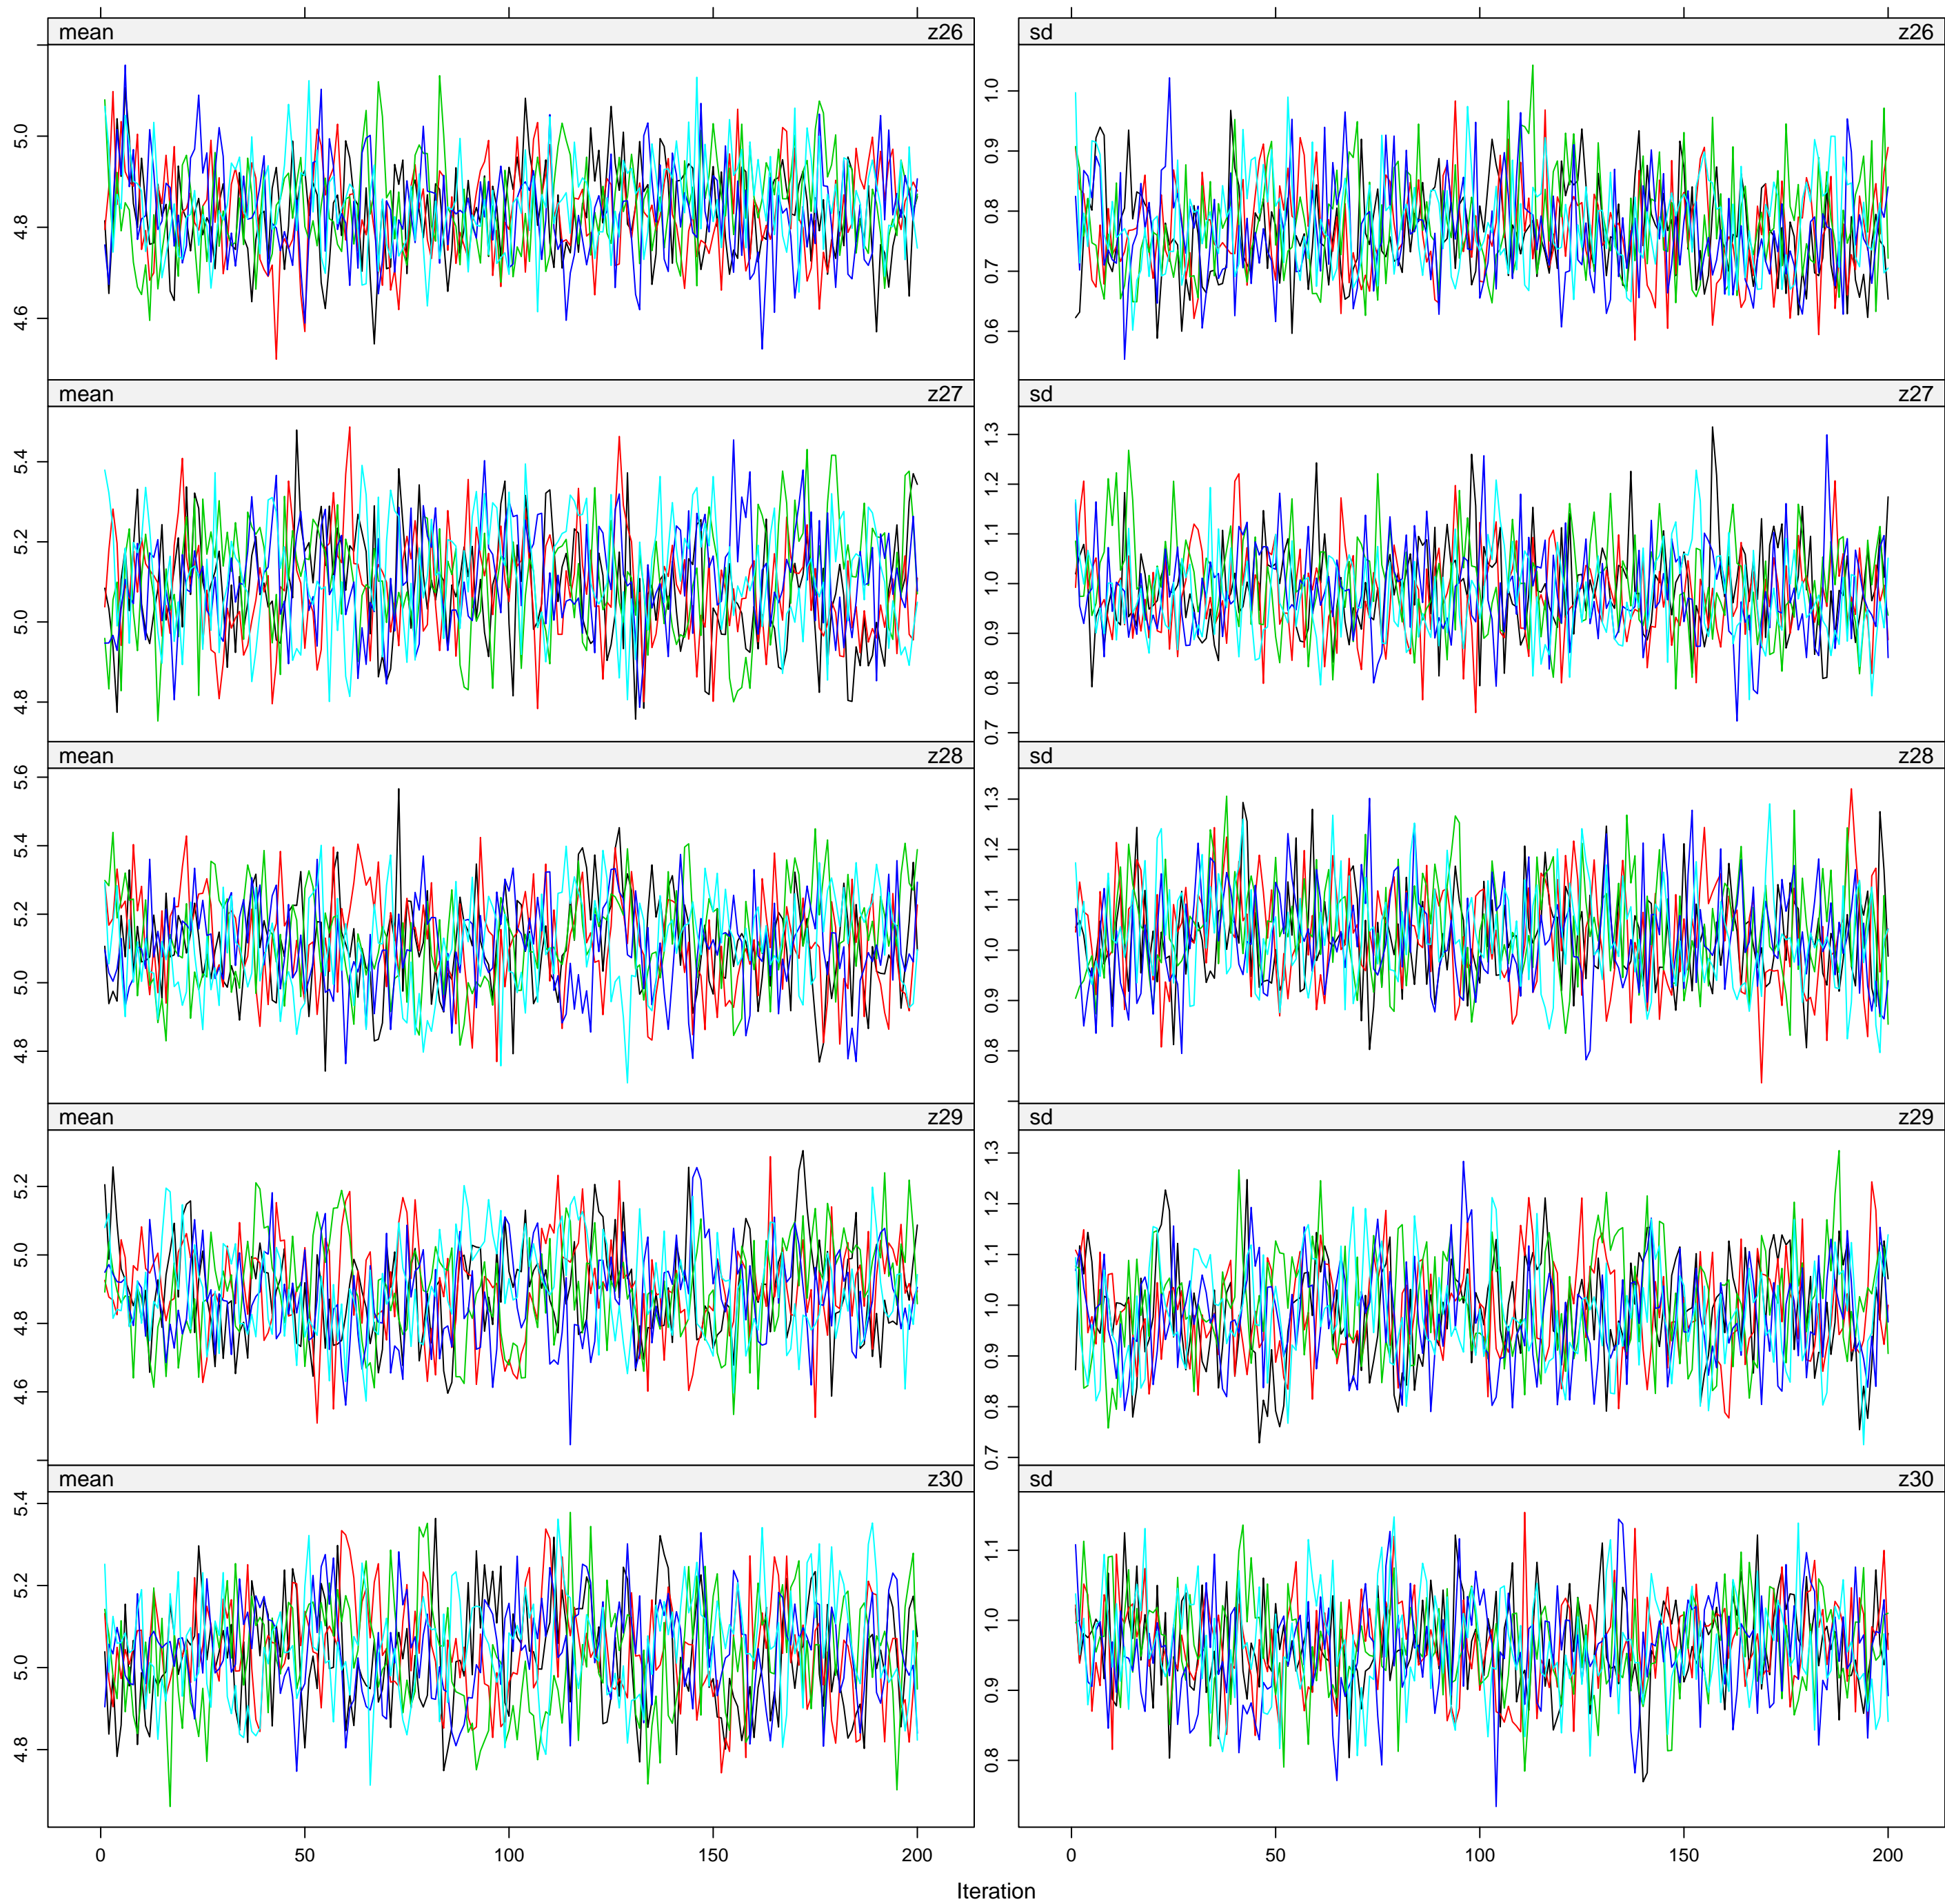 mean z26 sd z26
4.6 4.8 5.0
0.6 0.7 0.8 0.9 1.0
mean z27 sd z27
4.8 5.0 5.2 5.4
0.7 0.8 0.9 1.0 1.1 1.2 1.3
mean z28 sd z28
4.8 5.0 5.2 5.4 5.6
0.8 0.9 1.0 1.1 1.2 1.3
mean z29 sd z29
4.6 4.8 5.0 5.2
0.7 0.8 0.9 1.0 1.1 1.2 1.3
mean z30 sd z30
4.8 5.0 5.2 5.4
0.8 0.9 1.0 1.1
0 50 100 150 200 0 50 100 150 200
Iteration